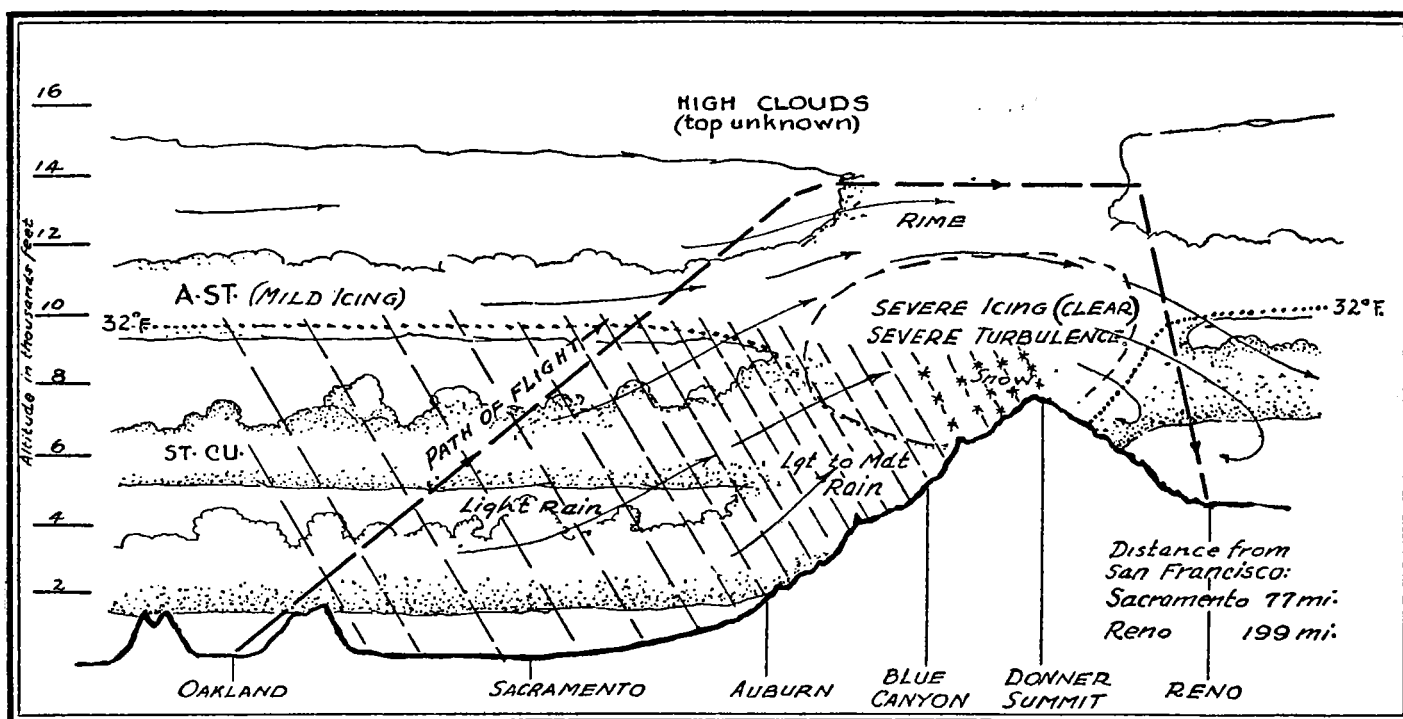 16
14
12
10
8
6
4
2
Altitude in thousands feet
HIGH CLOUDS
(top unknown)
RIME
A.ST. (MILD ICING)
32°F.
SEVERE ICING (CLEAR)
SEVERE TURBULENCE
Snow
32°F.
PATH OF FLIGHT
ST. CU.
Light Rain
Lgt to Mdt
Rain
Distance from
San Francisco:
Sacramento 77 mi.
Reno 199 mi.
OAKLAND
SACRAMENTO
AUBURN
BLUE
CANYON
DONNER
SUMMIT
RENO